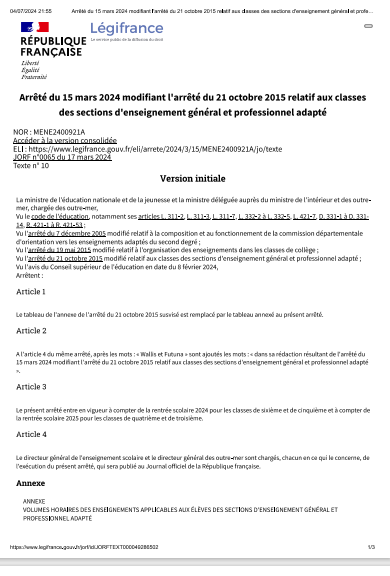 04/07/2024 21:55 Arrêté du 15 mars 2024 modifiant l'arrêté du 21 octobre 2015 relatif aux classes des sections d'enseignement général et profe...
RÉPUBLIQUE
FRANÇAISE
Liberté
Égalité
Fraternité
Légifrance
Le service public de la diffusion du droit
Arrêté du 15 mars 2024 modifiant l'arrêté du 21 octobre 2015 relatif aux classes
des sections d'enseignement général et professionnel adapté
NOR : MENE2400921A
Accéder à la version consolidée
ELI : https://www.legifrance.gouv.fr/eli/arrete/2024/3/15/MENE2400921A/jo/texte
JORF n°0065 du 17 mars 2024
Texte n° 10
Version initiale
La ministre de l'éducation nationale et de la jeunesse et la ministre déléguée auprès du ministre de l'intérieur et des outre-
mer, chargée des outre-mer,
Vu le code de l'éducation, notamment ses articles L. 311-2, L. 311-3, L. 311-7, L. 332-2 à L. 332-5, L. 421-7, D. 331-1 à D. 331-
14, R. 421-1 à R. 421-53 ;
Vu l'arrêté du 7 décembre 2005 modifié relatif à la composition et au fonctionnement de la commission départementale
d'orientation vers les enseignements adaptés du second degré ;
Vu l'arrêté du 19 mai 2015 modifié relatif à l'organisation des enseignements dans les classes de collège ;
Vu l'arrêté du 21 octobre 2015 modifié relatif aux classes des sections d'enseignement général et professionnel adapté ;
Vu l'avis du Conseil supérieur de l'éducation en date du 8 février 2024,
Arrêtent :
Article 1
Le tableau de l'annexe de l'arrêté du 21 octobre 2015 susvisé est remplacé par le tableau annexé au présent arrêté.
Article 2
A l'article 4 du même arrêté, après les mots : « Wallis et Futuna » sont ajoutés les mots : « dans sa rédaction résultant de l'arrêté du
15 mars 2024 modifiant l'arrêté du 21 octobre 2015 relatif aux classes des sections d'enseignement général et professionnel adapté
».
Article 3
Le présent arrêté entre en vigueur à compter de la rentrée scolaire 2024 pour les classes de sixième et de cinquième et à compter de
la rentrée scolaire 2025 pour les classes de quatrième et de troisième.
Article 4
Le directeur général de l'enseignement scolaire et le directeur général des outre-mer sont chargés, chacun en ce qui le concerne, de
l'exécution du présent arrêté, qui sera publié au Journal officiel de la République française.
Annexe
ANNEXE
VOLUMES HORAIRES DES ENSEIGNEMENTS APPLICABLES AUX ÉLÈVES DES SECTIONS D'ENSEIGNEMENT GÉNÉRAL ET
PROFESSIONNEL ADAPTÉ
https://www.legifrance.gouv.fr/jorf/id/JORFTEXT000049286502 1/3